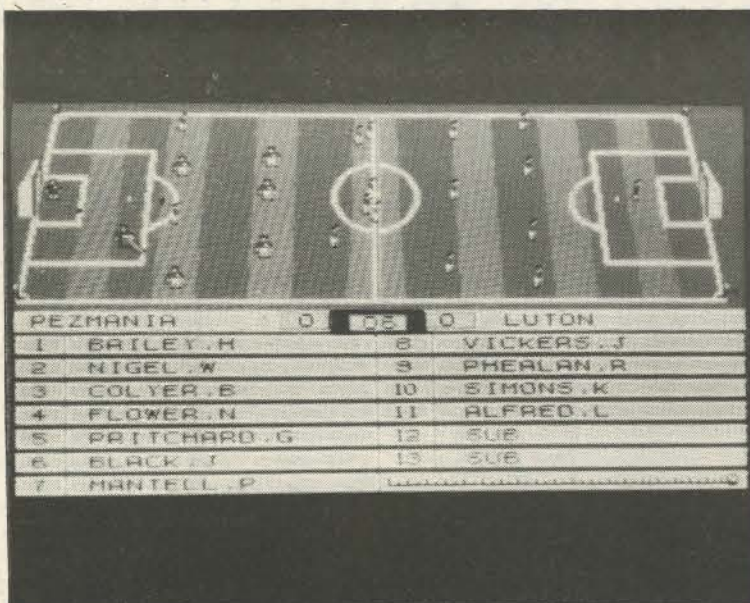 PEZMANIA 0 06 0 LUTON
1 BAILEY.M 8 VICKERS.J
2 NIGEL.W 9 PHEALAN.R
3 COLYER.B 10 SIMONS.K
4 FLOWER.N 11 ALFRED.L
5 PRITCHARD.G 12 SUB
6 BLACK.J 13 SUB
7 MANTELL.P